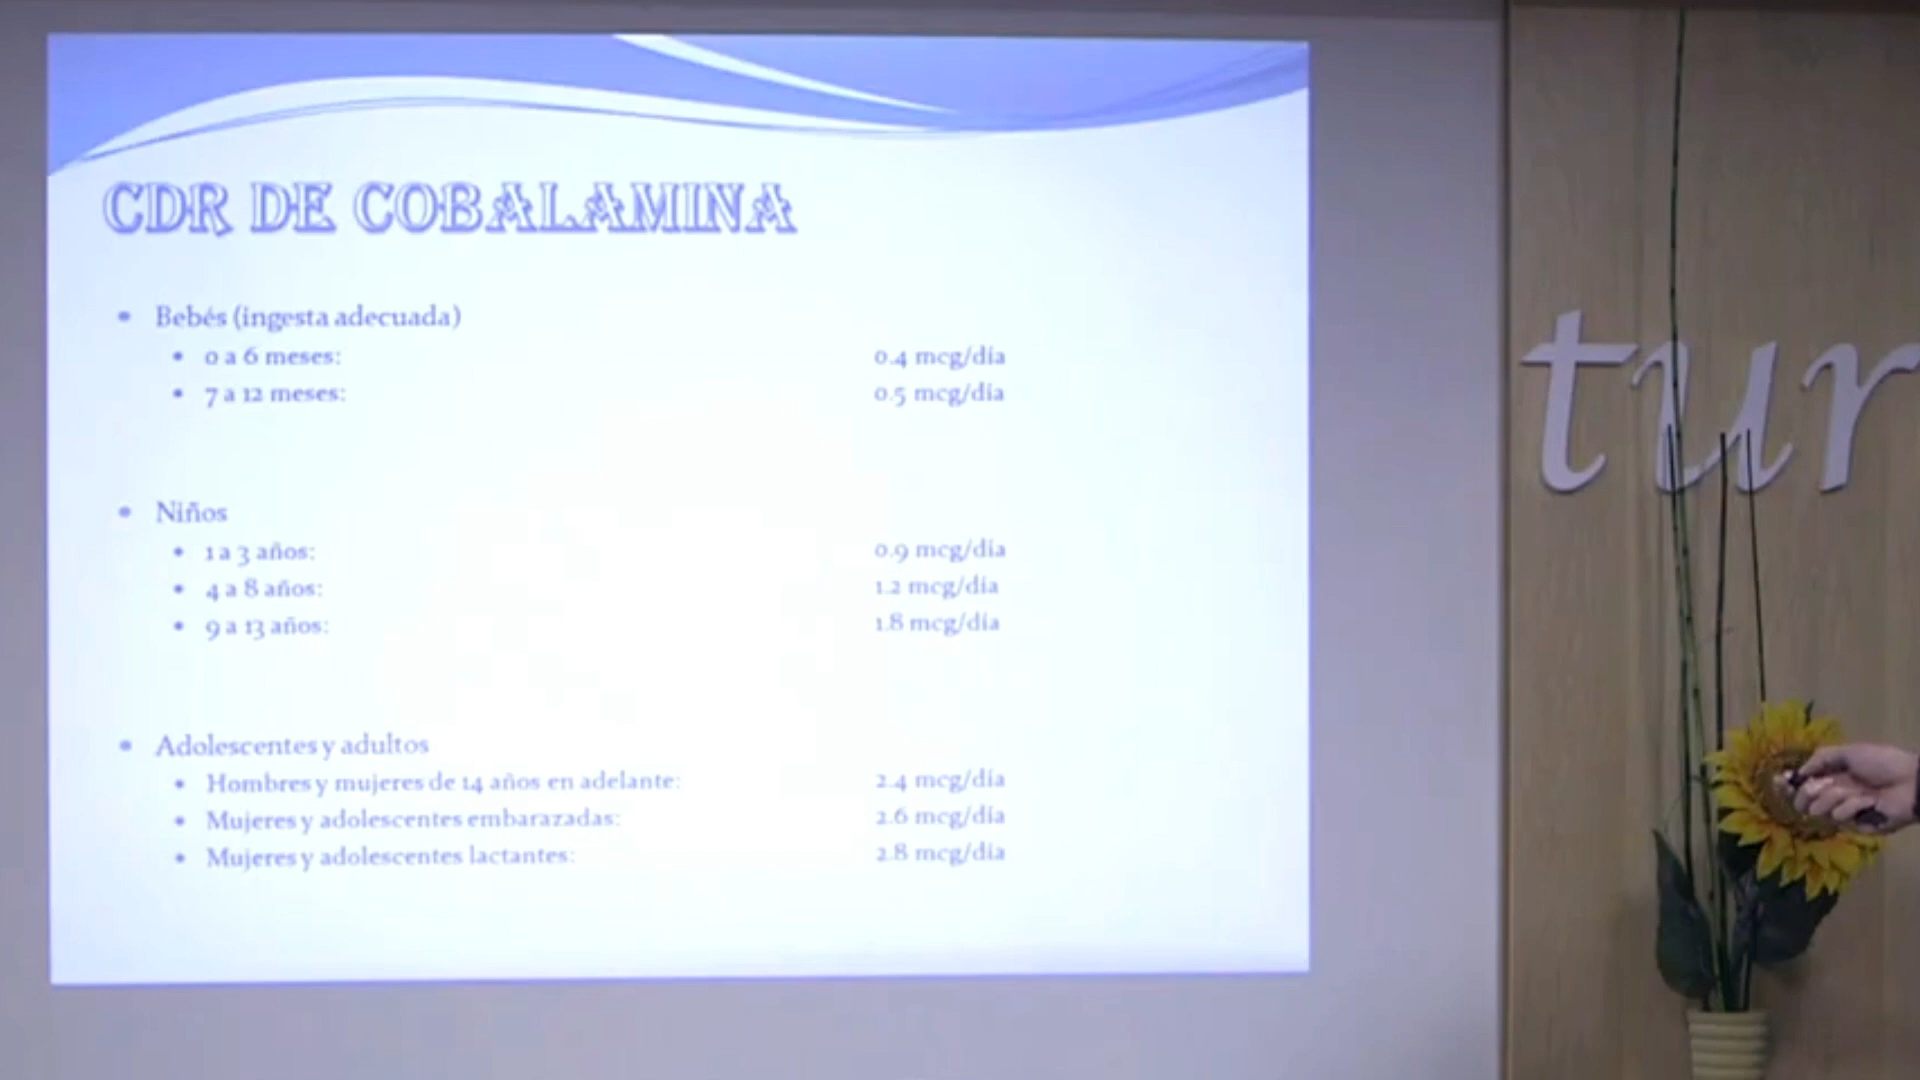 CDR DE COBALAMINA
Bebés (ingesta adecuada)
0 a 6 meses: 0.4 mcg/día
7 a 12 meses: 0.5 mcg/día
Niños
1 a 3 años: 0.9 mcg/día
4 a 8 años: 1.2 mcg/día
9 a 13 años: 1.8 mcg/día
Adolescentes y adultos
Hombres y mujeres de 14 años en adelante: 2.4 mcg/día
Mujeres y adolescentes embarazadas: 2.6 mcg/día
Mujeres y adolescentes lactantes: 2.8 mcg/día
tur